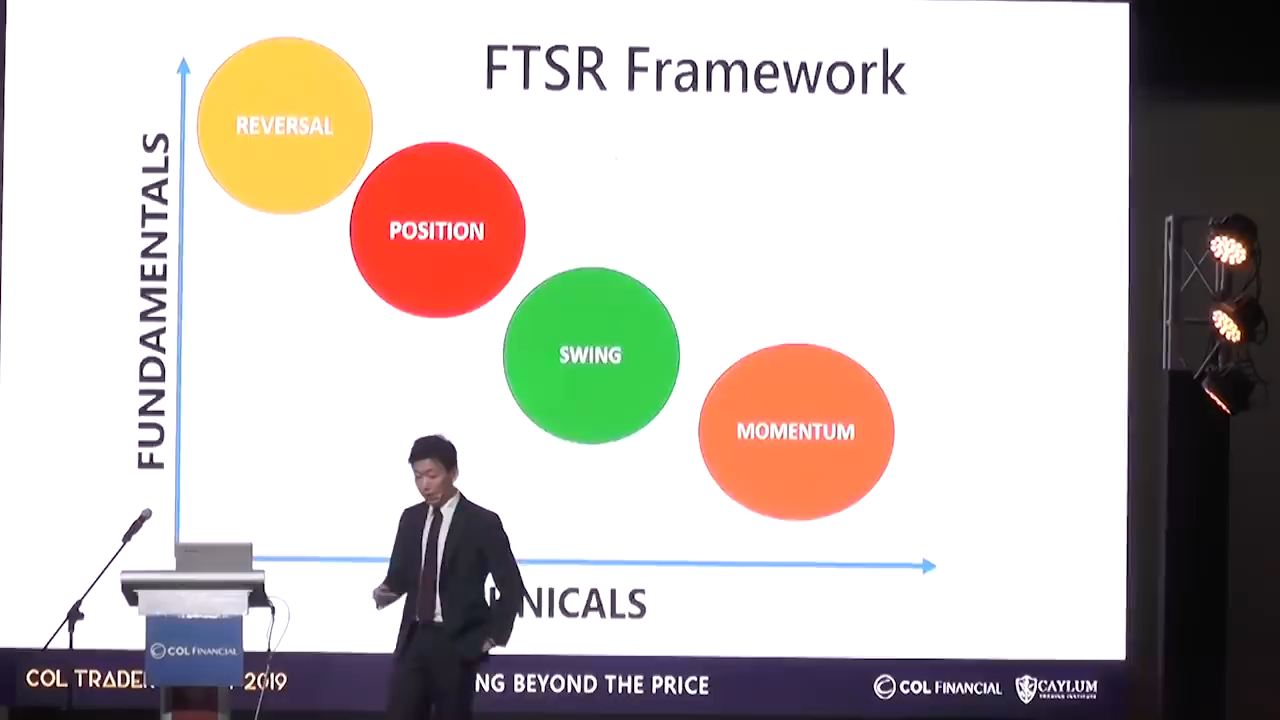 FTSR Framework
FUNDAMENTALS
REVERSAL
POSITION
SWING
MOMENTUM
NICALS
COL FINANCIAL
COL TRADER
2019
NG BEYOND THE PRICE
COL FINANCIAL
CAYLUM